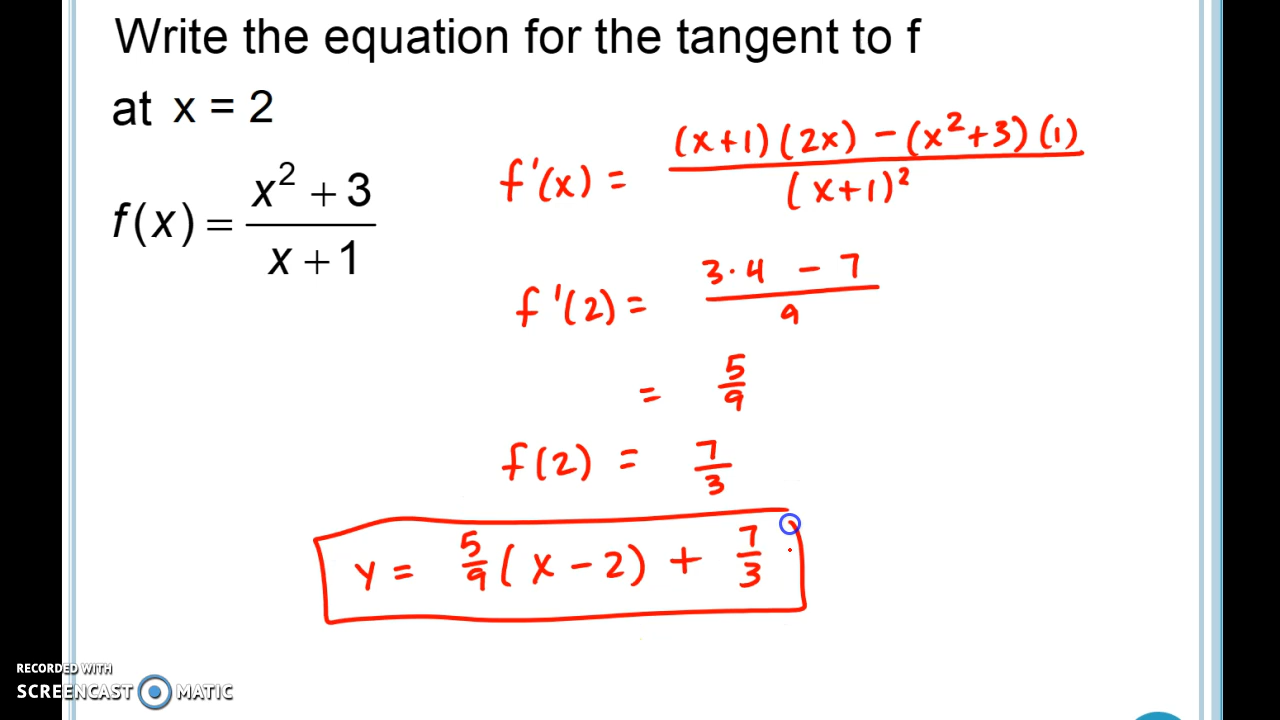 Write the equation for the tangent to f
at x = 2
f(x) = (x² + 3)/(x + 1)
f'(x) = ((x+1)(2x) − (x²+3)(1))/(x+1)²
f'(2) = (3·4 − 7)/9
= 5/9
f(2) = 7/3
y = 5/9 (x − 2) + 7/3
RECORDED WITH
SCREENCAST MATIC